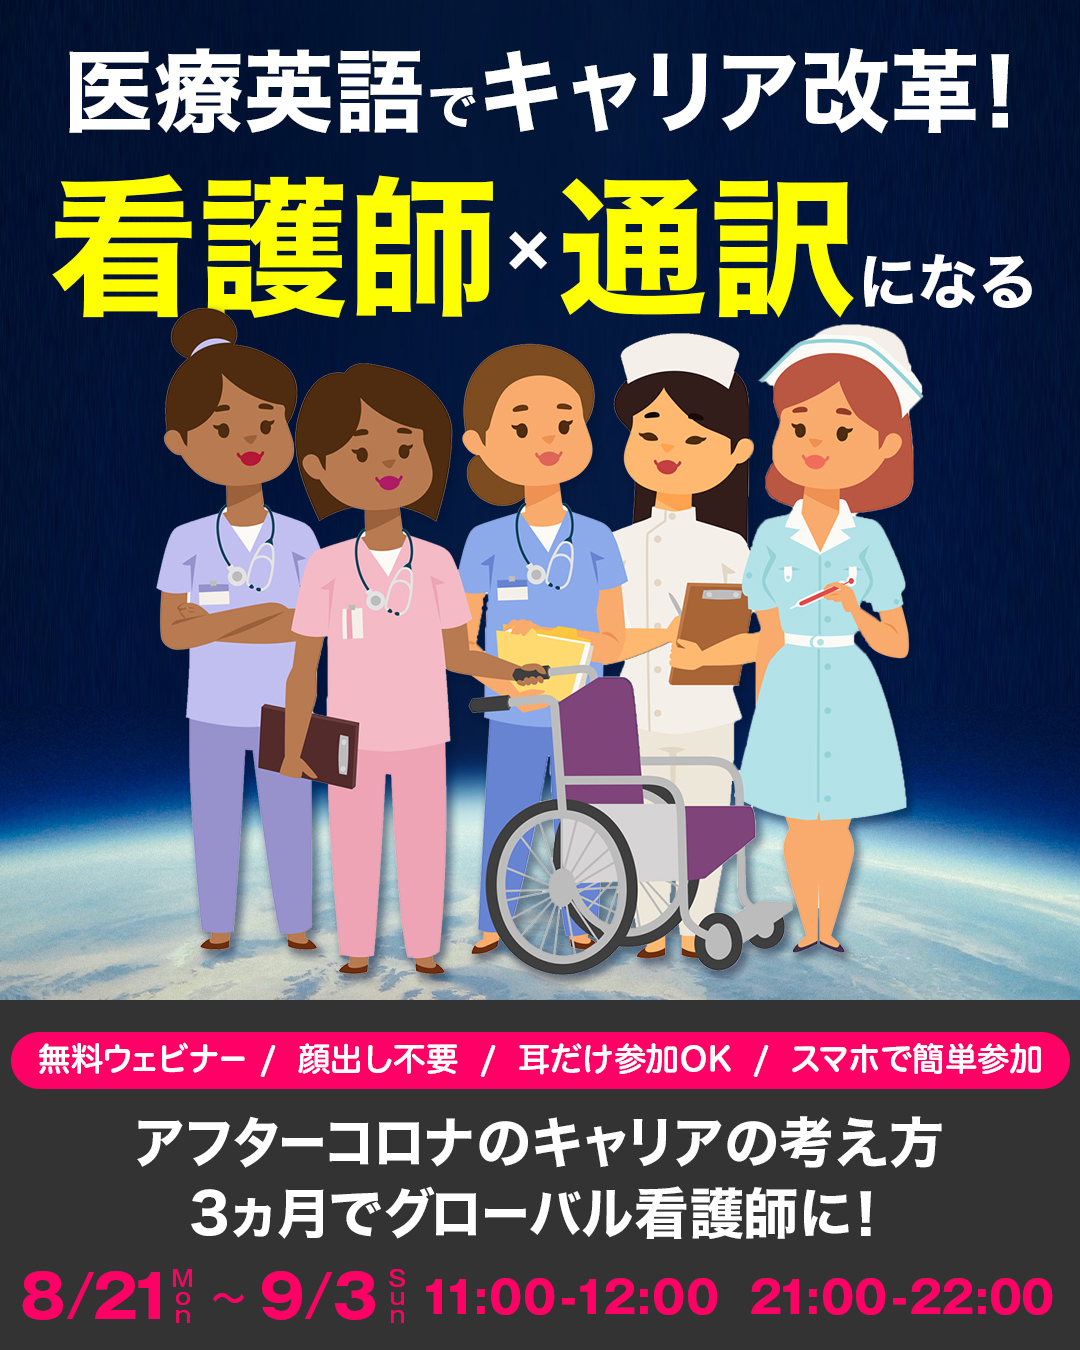 医療英語でキャリア改革！
看護師×通訳になる
無料ウェビナー / 顔出し不要 / 耳だけ参加OK / スマホで簡単参加
アフターコロナのキャリアの考え方
3ヵ月でグローバル看護師に！
8/21 Mon ～ 9/3 Sun 11:00-12:00 21:00-22:00